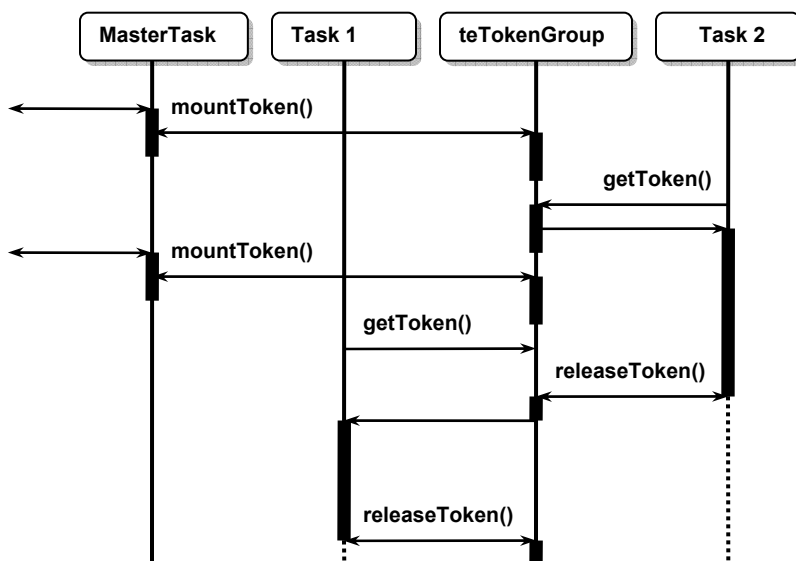 MasterTask
Task 1
teTokenGroup
Task 2
mountToken()
getToken()
mountToken()
getToken()
releaseToken()
releaseToken()